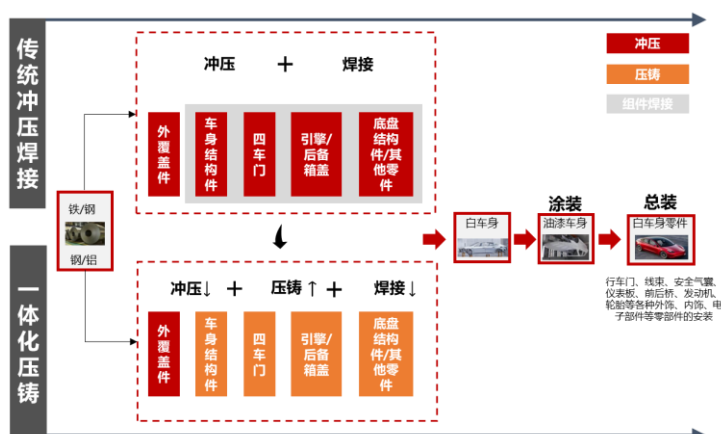 传统冲压焊接
冲压 + 焊接
外覆盖件
车身结构件
四车门
引擎/
后备
箱盖
底盘
结构
件/其
他零
件
冲压
压铸
组件焊接
铁/钢
钢/铝
白车身
涂装
油漆车身
总装
白车身零件
行车门、线束、安全气囊、
仪表板、前后桥、发动机、
轮胎等各种外饰、内饰、电
子部件等零部件的安装
一体化压铸
冲压↓ + 压铸↑ + 焊接↓
外覆盖件
车身结构件
四车门
引擎/
后备
箱盖
底盘
结构
件/其
他零
件